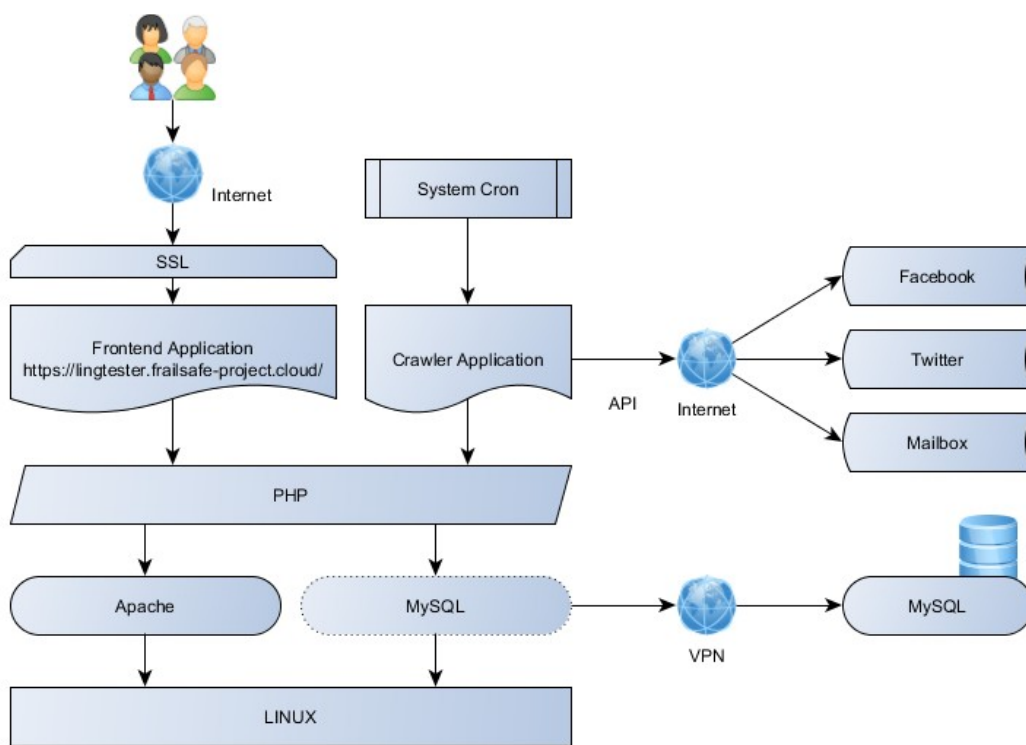 Internet
System Cron
SSL
Facebook
Frontend Application
https://lingtester.frailsafe-project.cloud/
Crawler Application
Twitter
API
Internet
Mailbox
PHP
Apache
MySQL
MySQL
VPN
LINUX